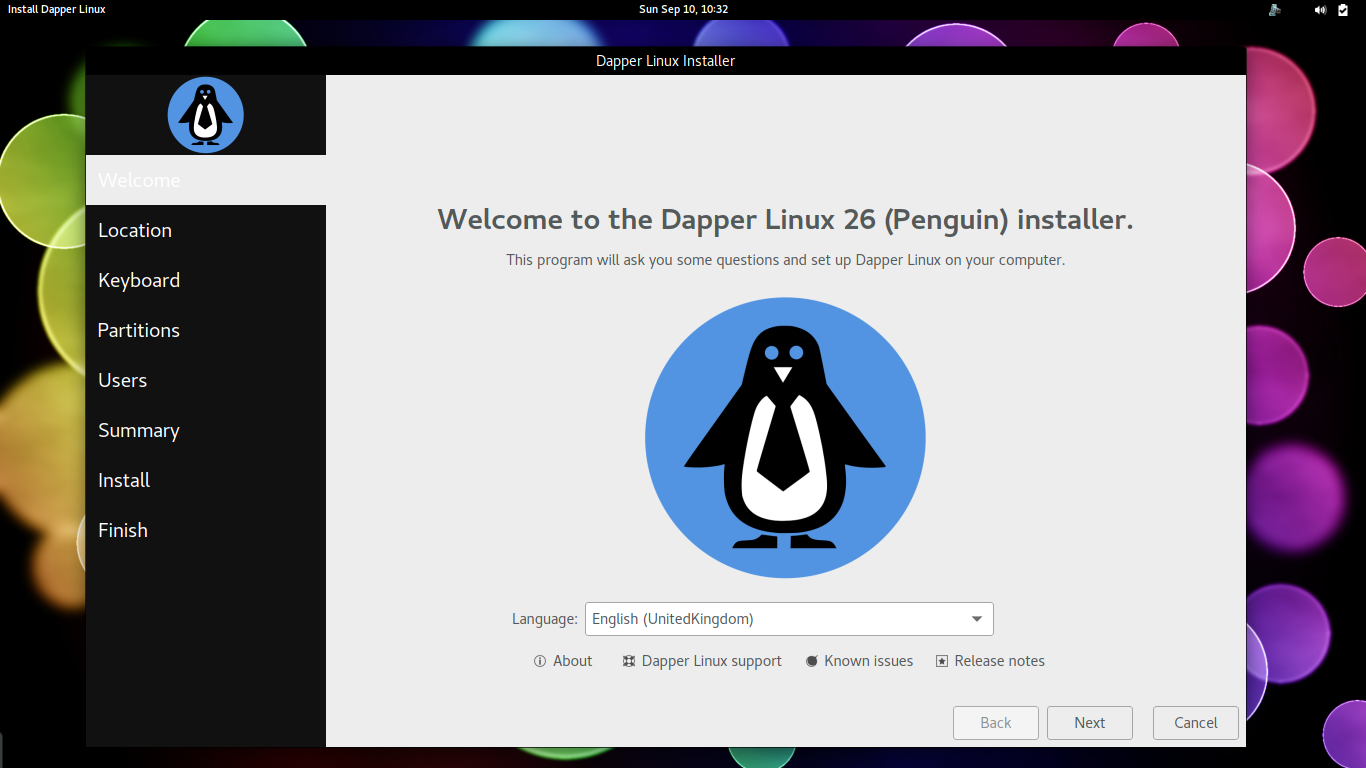 Install Dapper Linux
Sun Sep 10, 10:32
Dapper Linux Installer
Welcome
Location
Keyboard
Partitions
Users
Summary
Install
Finish
Welcome to the Dapper Linux 26 (Penguin) installer.
This program will ask you some questions and set up Dapper Linux on your computer.
Language: English (UnitedKingdom)
About Dapper Linux support Known issues Release notes
Back Next Cancel